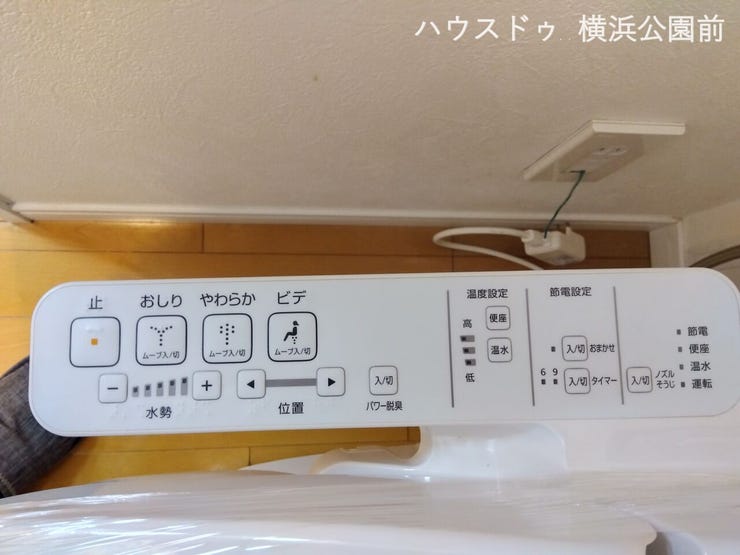 ハウスドゥ 横浜公園前
止 おしり やわらか ビデ
ムーブ入/切 ムーブ入/切 ムーブ入/切
− + ◀ ▶
水勢 位置
入/切
パワー脱臭
温度設定
高
低
便座
温水
節電設定
入/切 おまかせ
6 9
入/切 タイマー
入/切 ノズル
そうじ
節電
便座
温水
運転